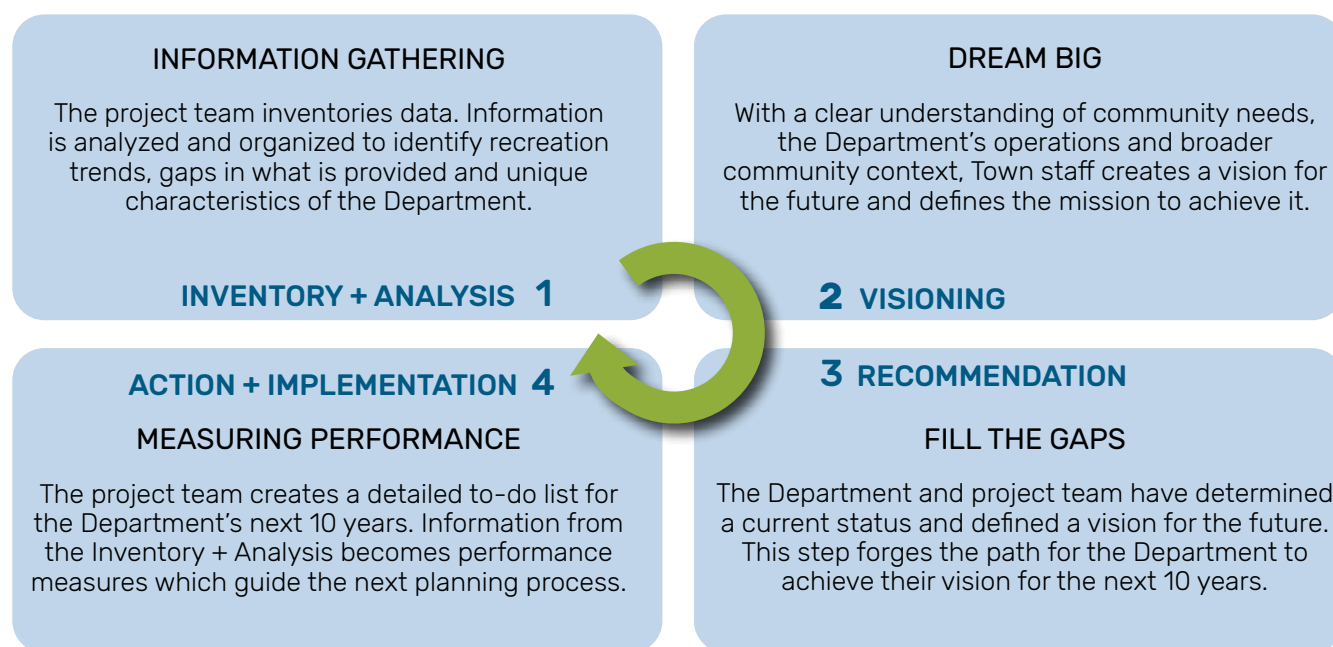 INFORMATION GATHERING
The project team inventories data. Information
is analyzed and organized to identify recreation
trends, gaps in what is provided and unique
characteristics of the Department.
INVENTORY + ANALYSIS 1
DREAM BIG
With a clear understanding of community needs,
the Department's operations and broader
community context, Town staff creates a vision for
the future and defines the mission to achieve it.
2 VISIONING
3 RECOMMENDATION
FILL THE GAPS
The Department and project team have determined
a current status and defined a vision for the future.
This step forges the path for the Department to
achieve their vision for the next 10 years.
ACTION + IMPLEMENTATION 4
MEASURING PERFORMANCE
The project team creates a detailed to-do list for
the Department's next 10 years. Information from
the Inventory + Analysis becomes performance
measures which guide the next planning process.